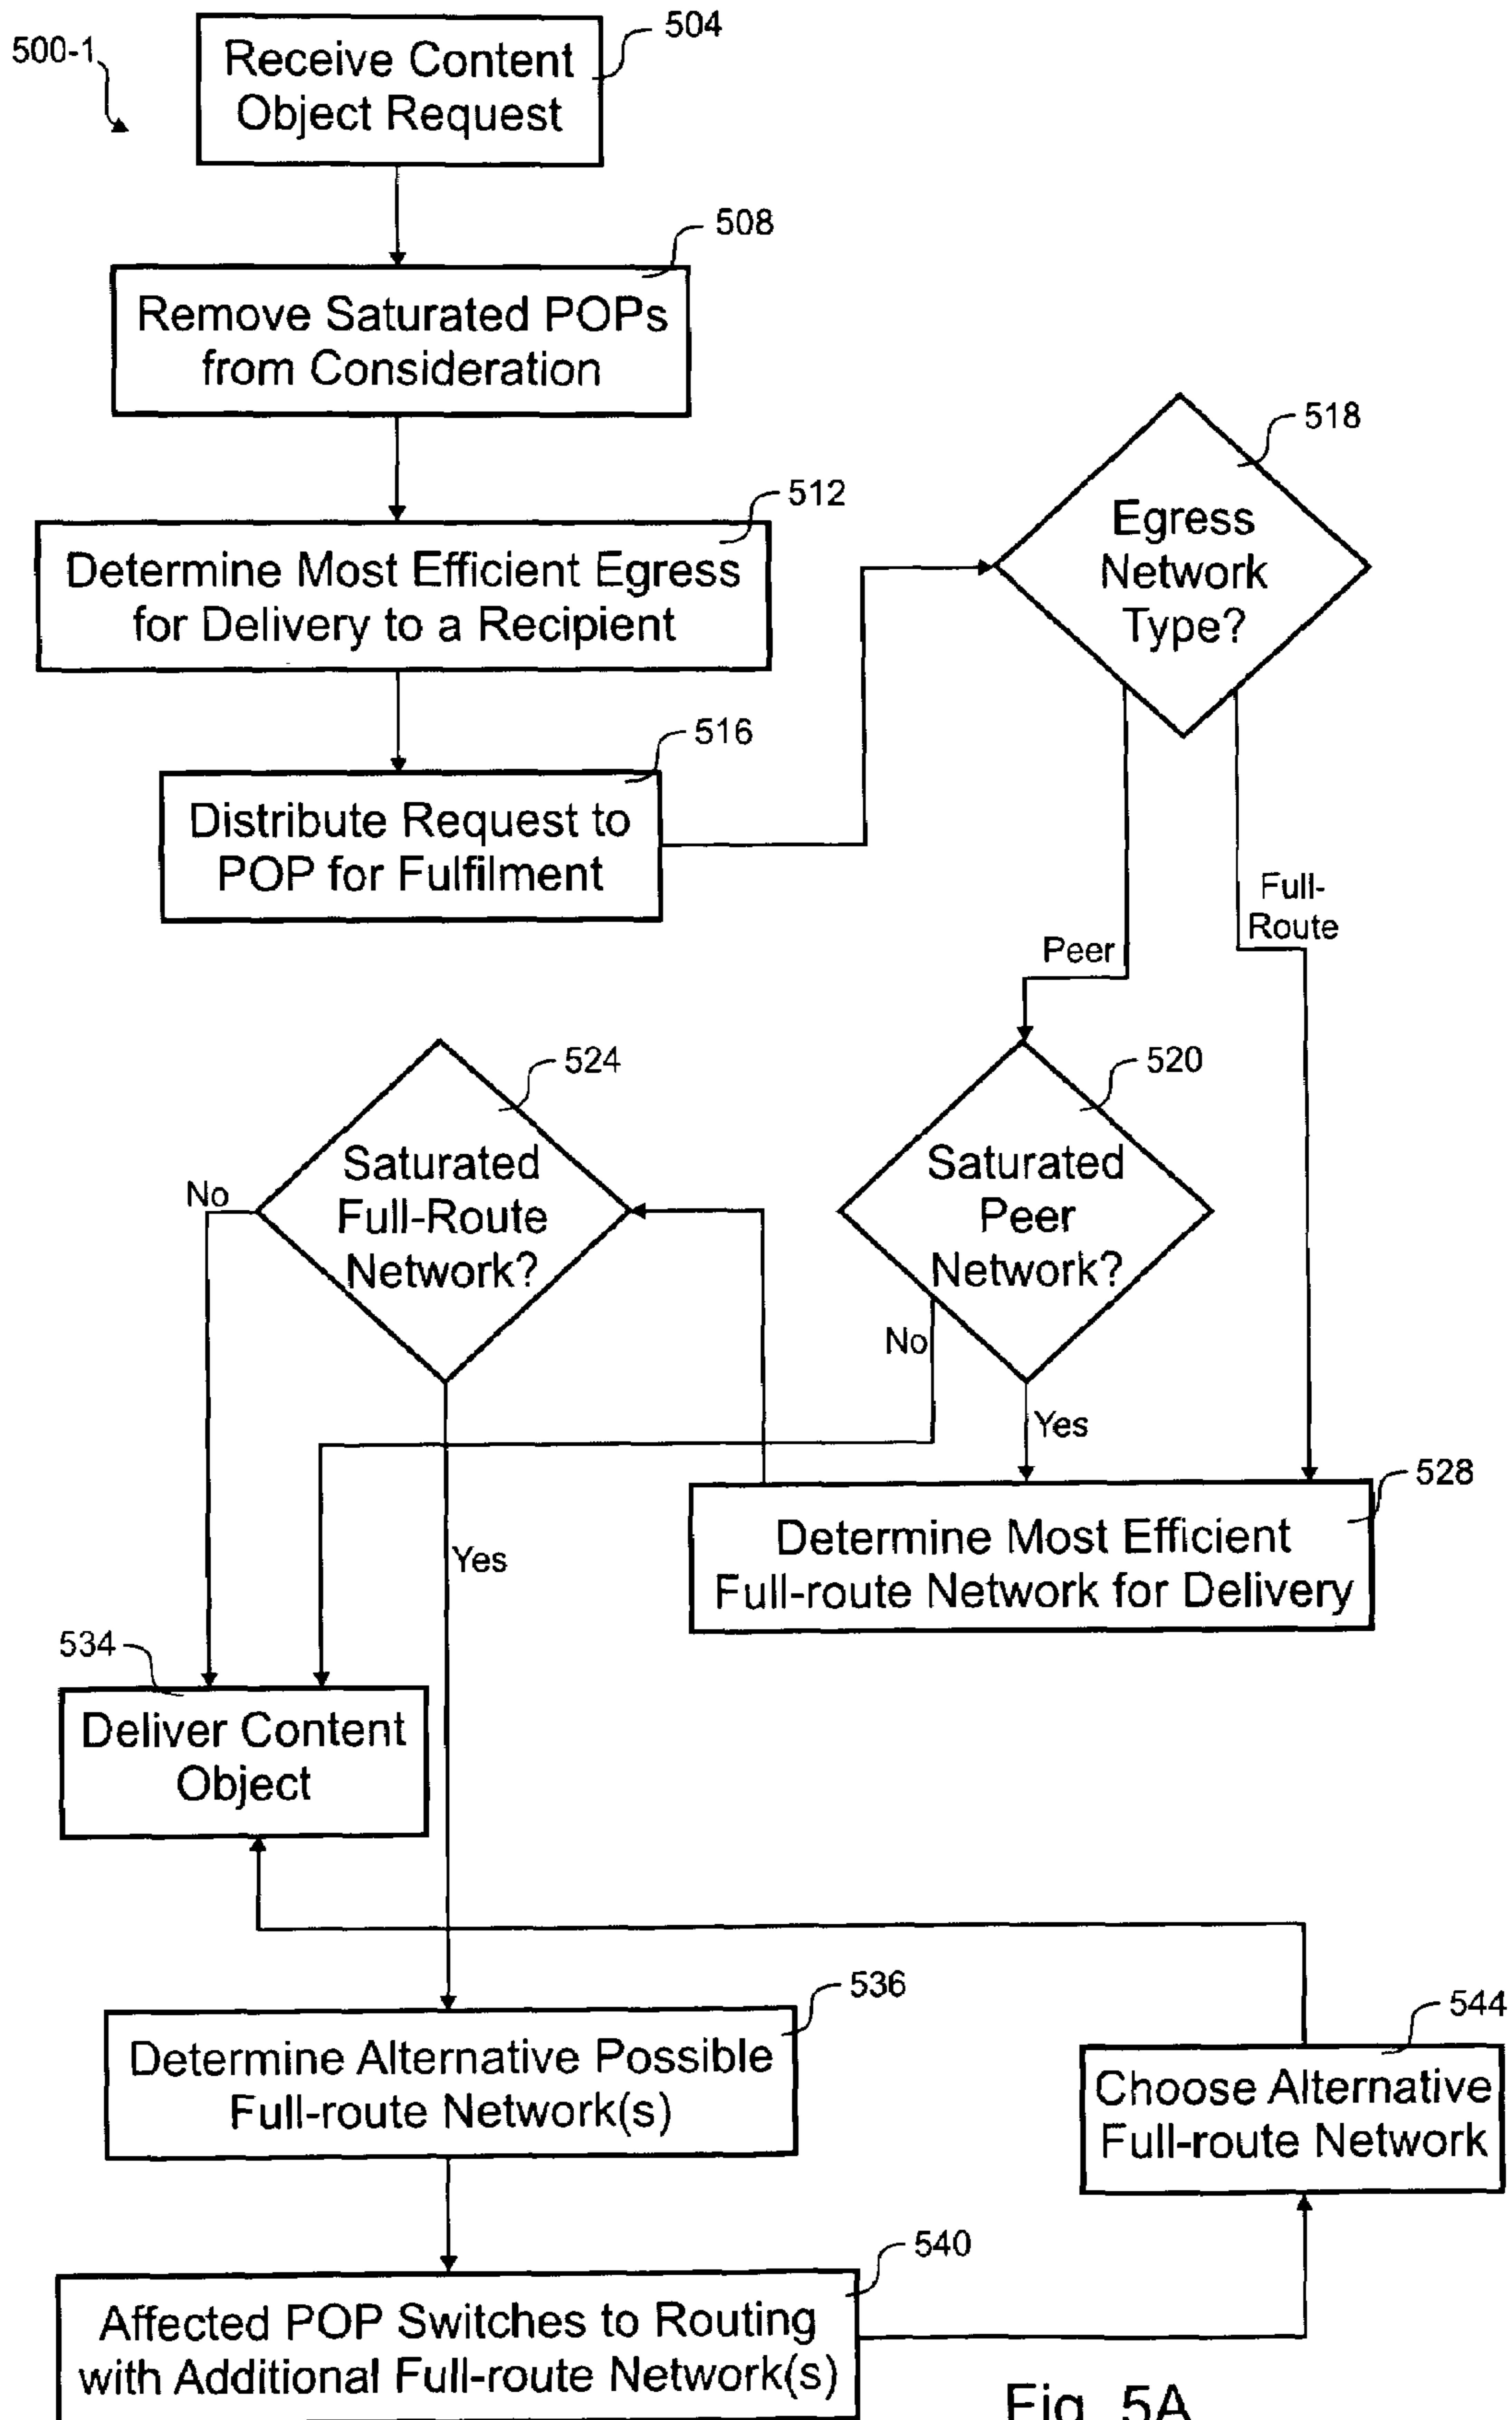 500-1
504
Receive Content
Object Request
508
Remove Saturated POPs
from Consideration
512
Determine Most Efficient Egress
for Delivery to a Recipient
516
Distribute Request to
POP for Fulfilment
518
Egress
Network
Type?
Peer
Full-
Route
520
Saturated
Peer
Network?
No
Yes
524
Saturated
Full-Route
Network?
No
Yes
528
Determine Most Efficient
Full-route Network for Delivery
534
Deliver Content
Object
536
Determine Alternative Possible
Full-route Network(s)
540
Affected POP Switches to Routing
with Additional Full-route Network(s)
544
Choose Alternative
Full-route Network
Fig. 5A